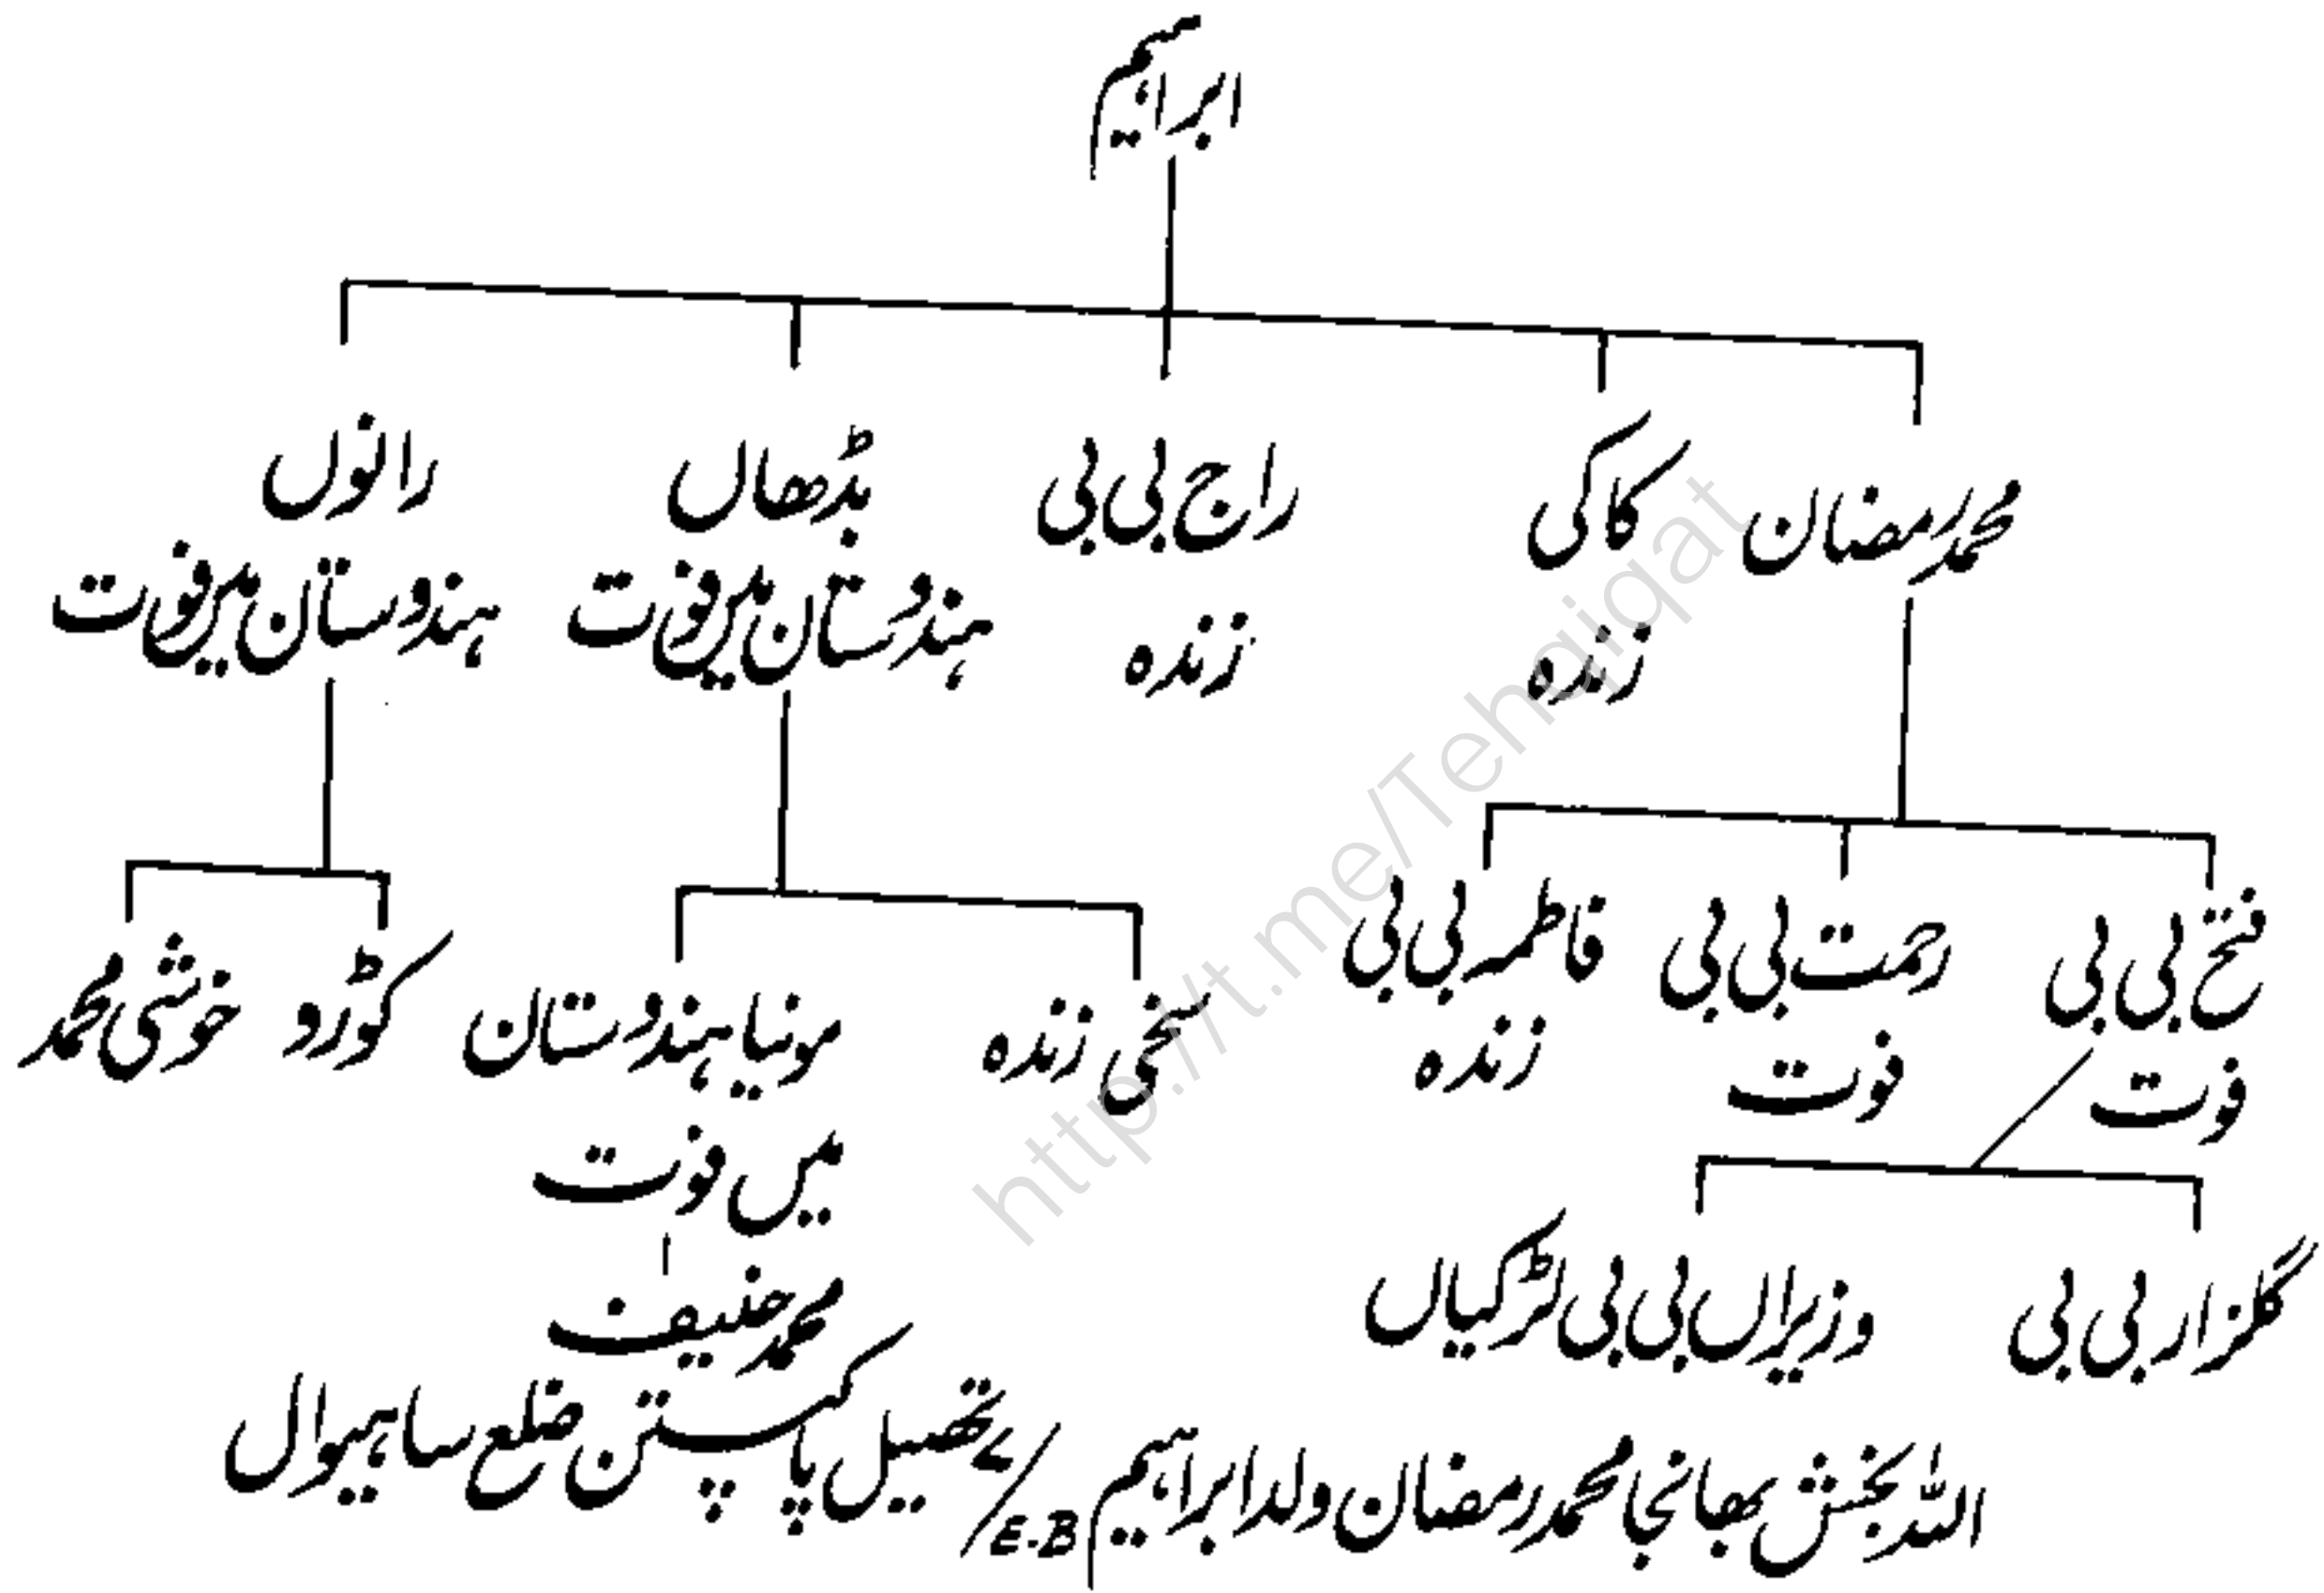 ابراہیم
محمد رمضان کاکی راج بی بی بڈھاں رانوں
زندہ زندہ ہندوستان میں فوت ہندوستان میں فوت
فتح بی بی رحمت بی بی فاطمہ بی بی سخی زندہ مونیا ہندوستان کوڑو خوشی محمد
فوت فوت زندہ میں فوت
گلزار بی بی وزیراں بی بی لڑکیاں محمد حنیف
اللہ بخش بھانجا محمد رمضان ولد ابراہیم E.B/ تحصیل پاکپتن ضلع ساہیوال
http://t.me/Tehqiqat